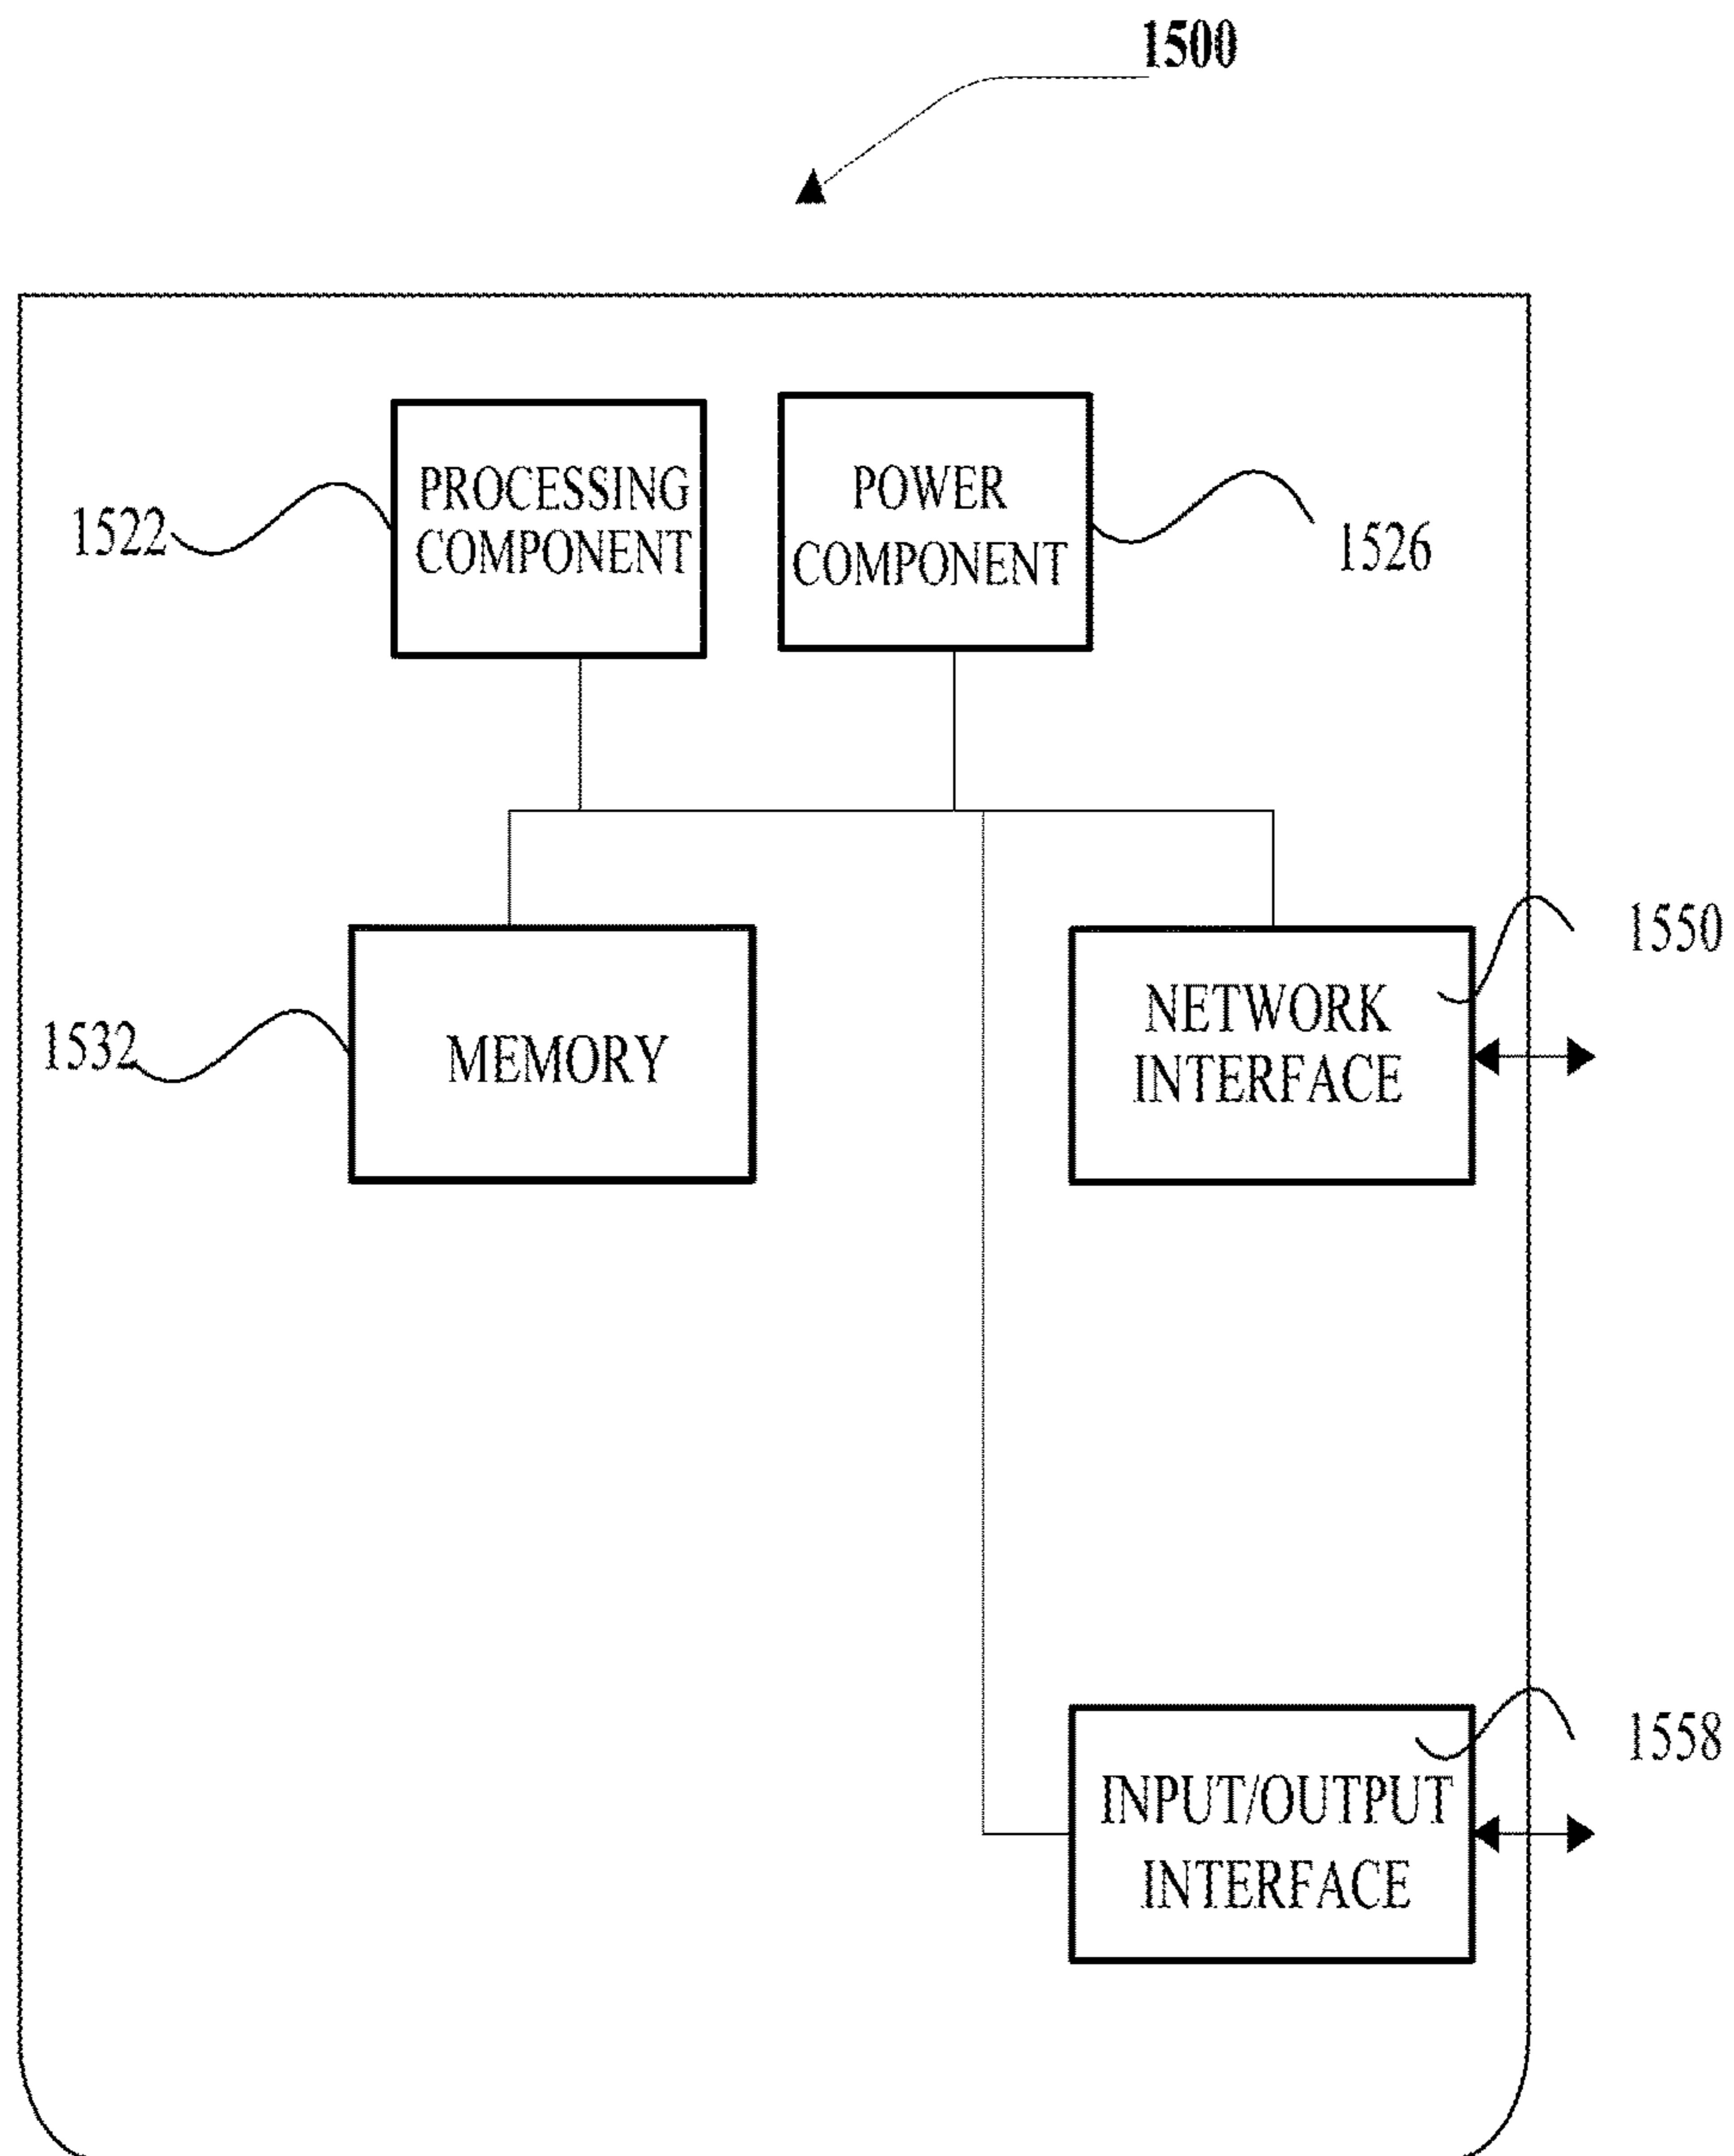 1500
PROCESSING
COMPONENT
1522
POWER
COMPONENT
1526
MEMORY
1532
NETWORK
INTERFACE
1550
INPUT/OUTPUT
INTERFACE
1558